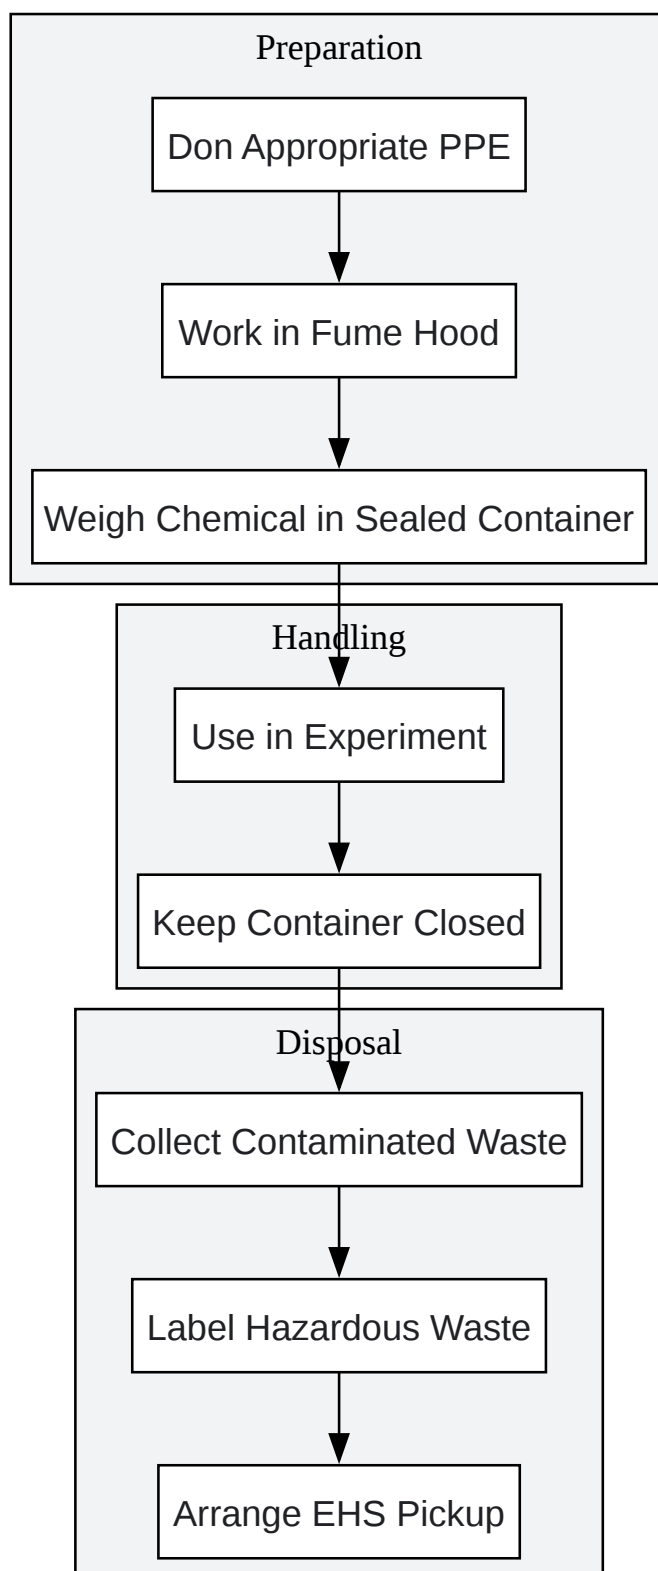 Preparation
Don Appropriate PPE
Work in Fume Hood
Weigh Chemical in Sealed Container
Handling
Use in Experiment
Keep Container Closed
Disposal
Collect Contaminated Waste
Label Hazardous Waste
Arrange EHS Pickup